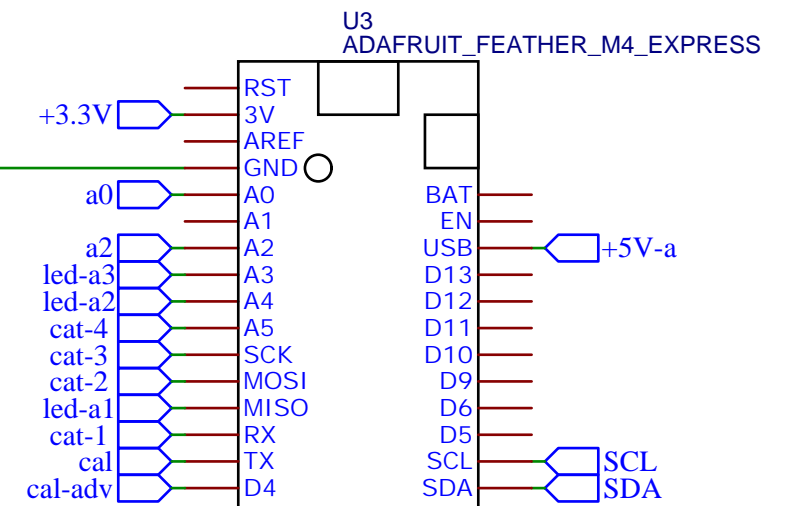 U3
ADAFRUIT_FEATHER_M4_EXPRESS
RST
+3.3V 3V
AREF
GND
a0 A0 BAT
A1 EN
a2 A2 USB +5V-a
led-a3 A3 D13
led-a2 A4 D12
cat-4 A5 D11
cat-3 SCK D10
cat-2 MOSI D9
led-a1 MISO D6
cat-1 RX D5
cal TX SCL SCL
cal-adv D4 SDA SDA